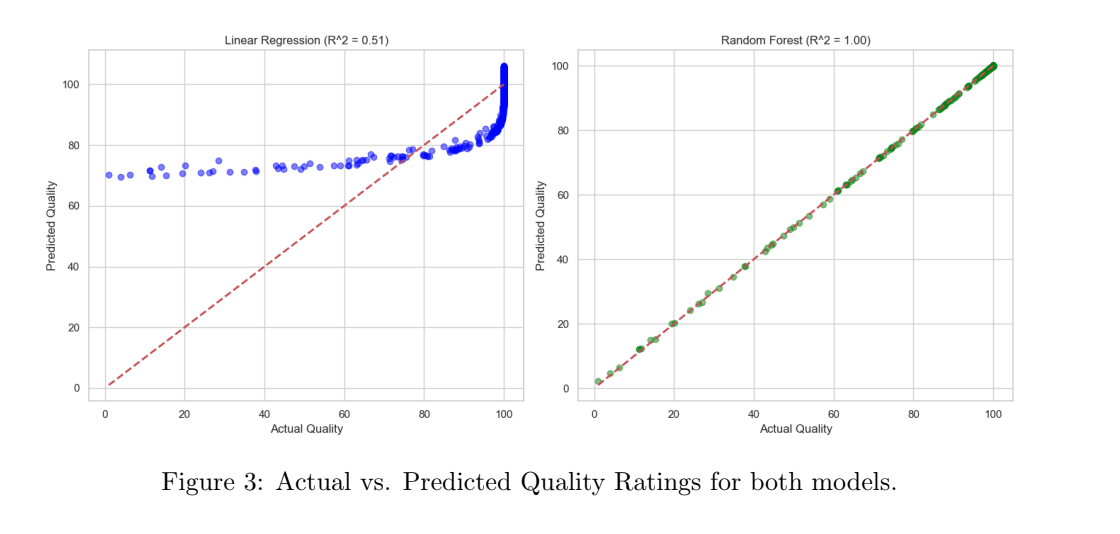 Linear Regression (R^2 = 0.51)
Predicted Quality
100
80
60
40
20
0
0 20 40 60 80 100
Actual Quality
Random Forest (R^2 = 1.00)
Predicted Quality
100
80
60
40
20
0
0 20 40 60 80 100
Actual Quality
Figure 3: Actual vs. Predicted Quality Ratings for both models.